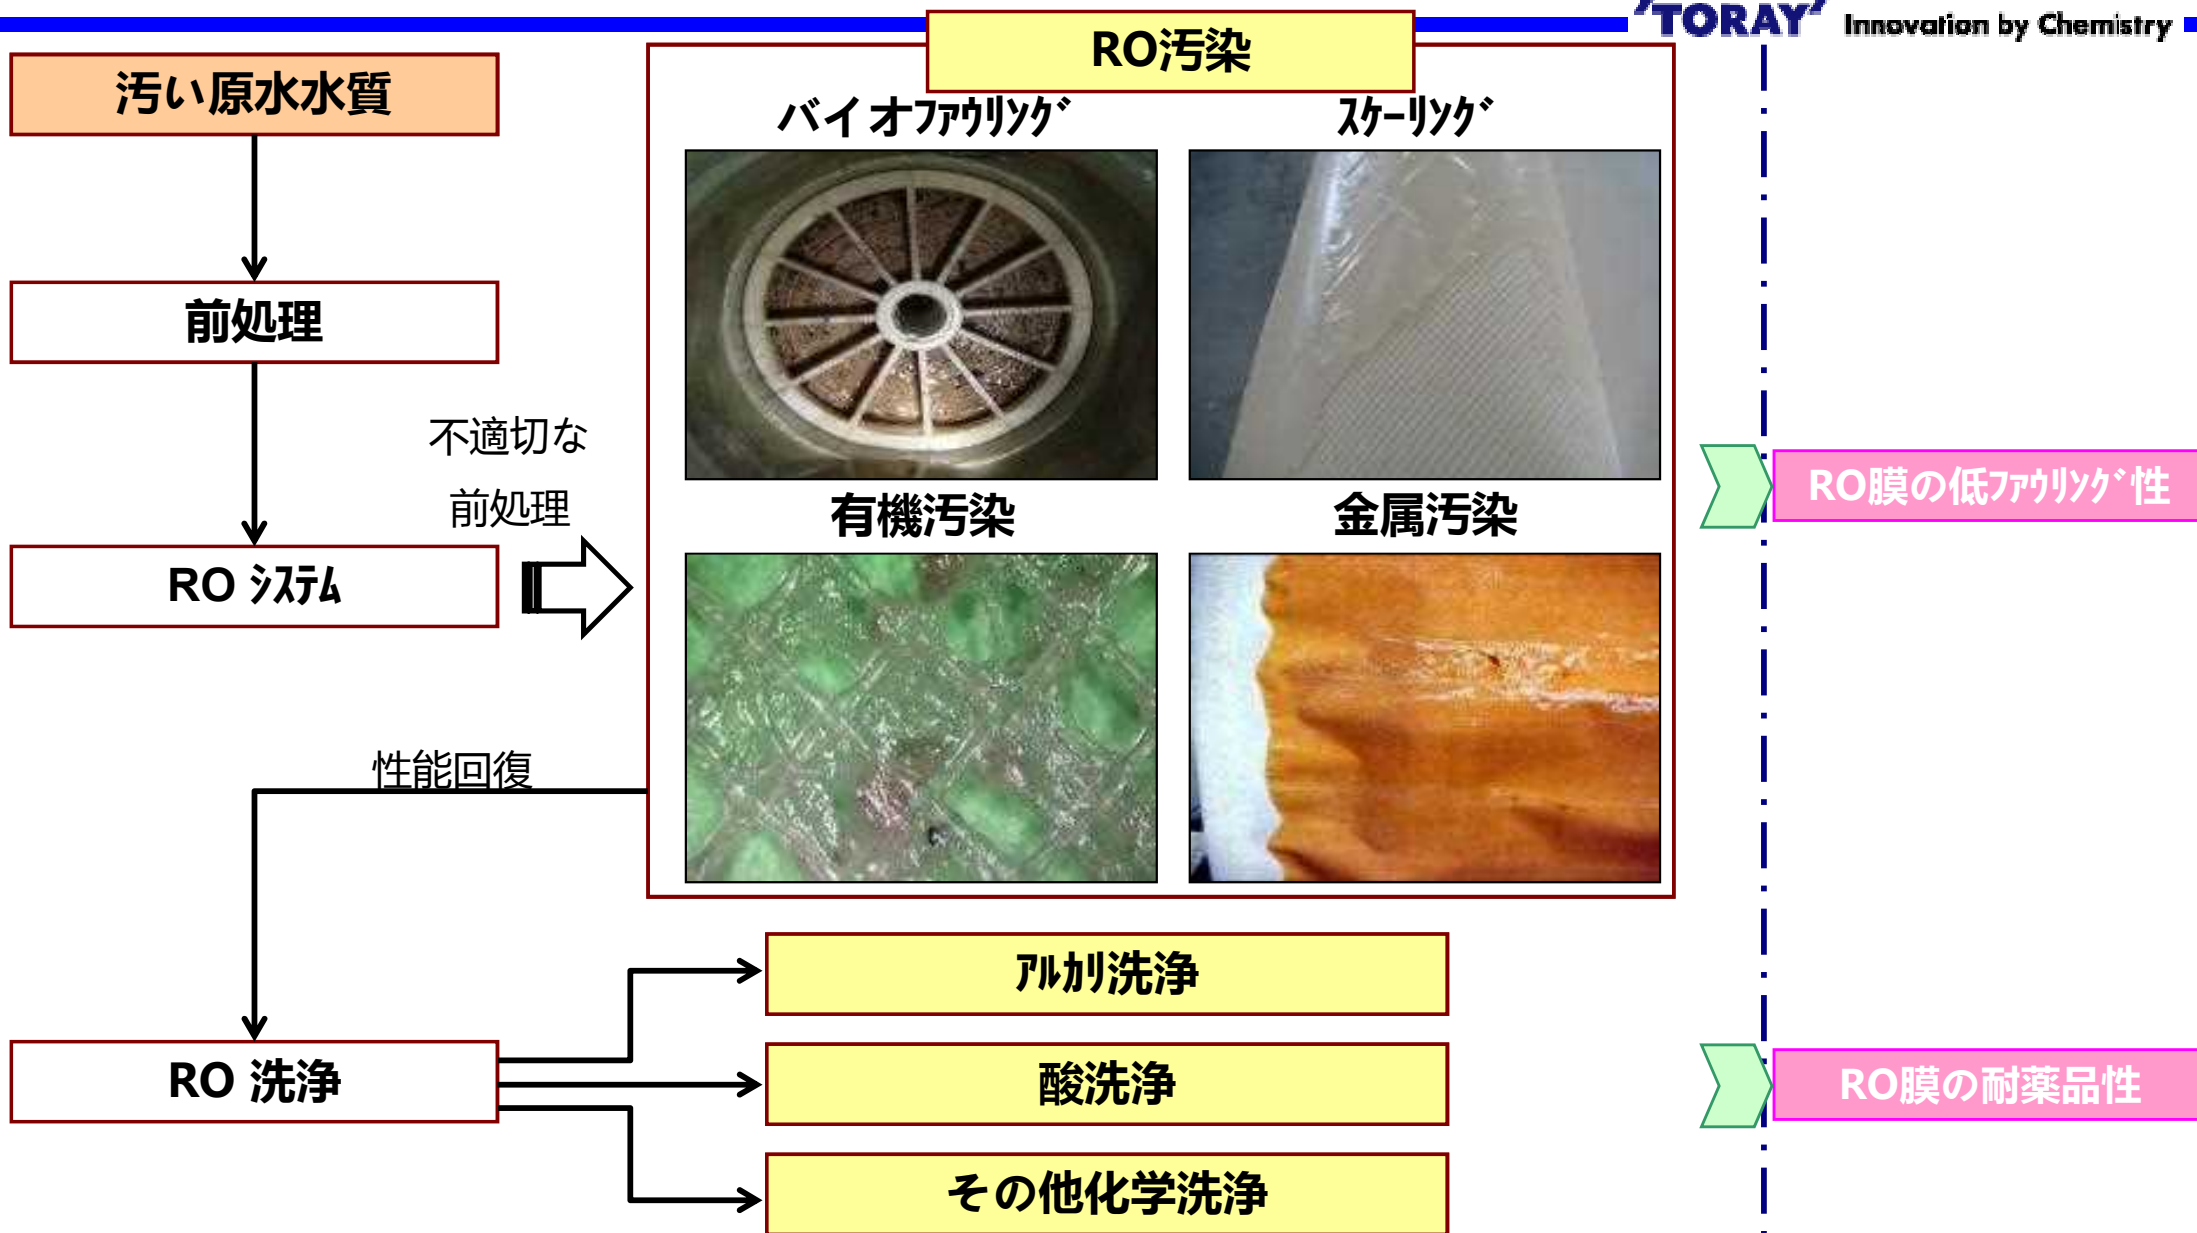 'TORAY' Innovation by Chemistry
RO汚染
汚い原水水質
バイオﾌｧｳﾘﾝｸﾞ
ｽｹｰﾘﾝｸﾞ
前処理
不適切な
前処理
RO ｼｽﾃﾑ
有機汚染
金属汚染
RO膜の低ﾌｧｳﾘﾝｸﾞ性
性能回復
ｱﾙｶﾘ洗浄
RO 洗浄
酸洗浄
その他化学洗浄
RO膜の耐薬品性